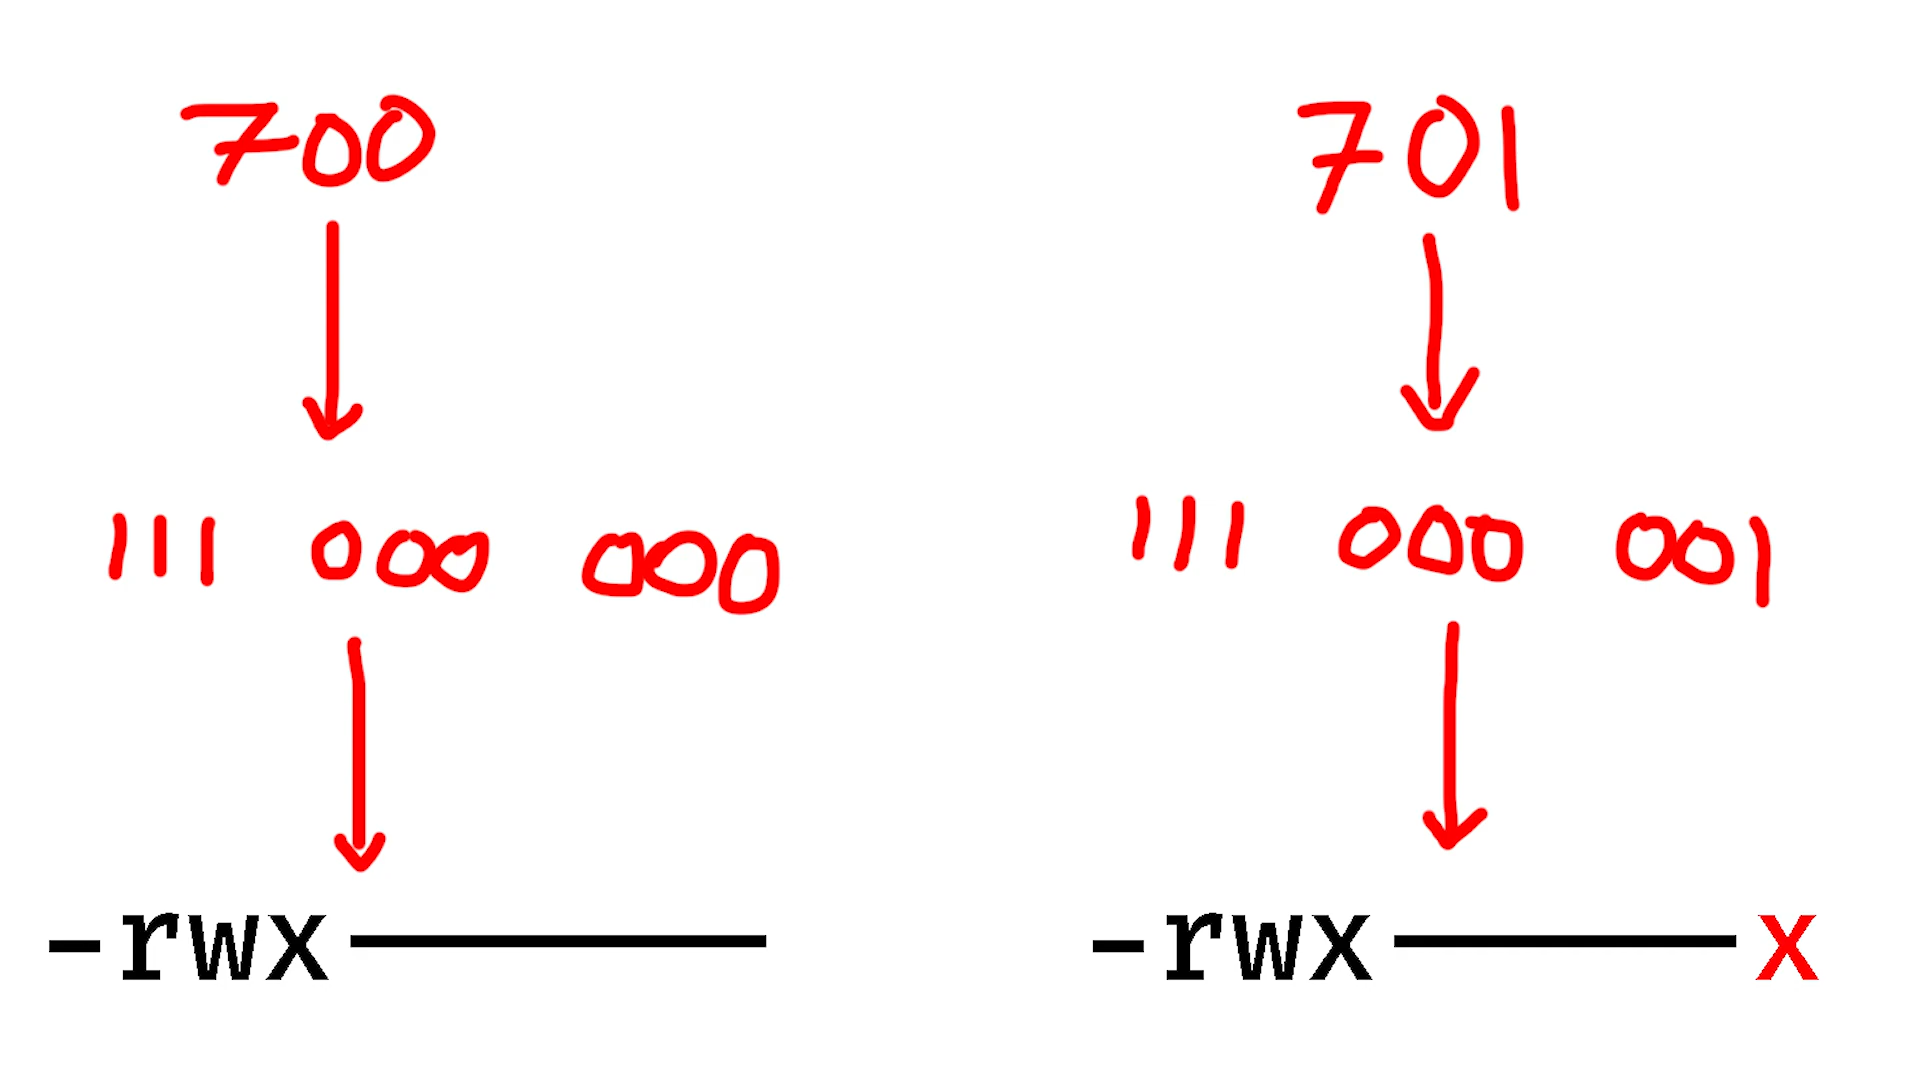 700 701
111 000 000 111 000 001
-rwx------ -rwx-----x